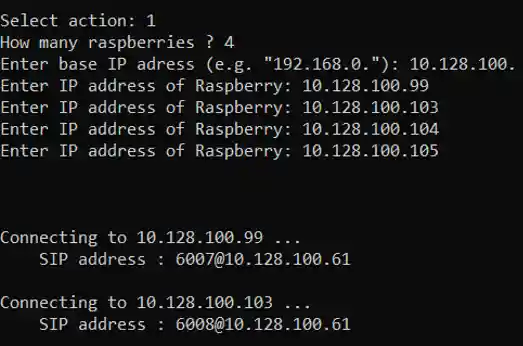 Select action: 1
How many raspberries ? 4
Enter base IP adress (e.g. "192.168.0."): 10.128.100.
Enter IP address of Raspberry: 10.128.100.99
Enter IP address of Raspberry: 10.128.100.103
Enter IP address of Raspberry: 10.128.100.104
Enter IP address of Raspberry: 10.128.100.105
Connecting to 10.128.100.99 ...
SIP address : 6007@10.128.100.61
Connecting to 10.128.100.103 ...
SIP address : 6008@10.128.100.61